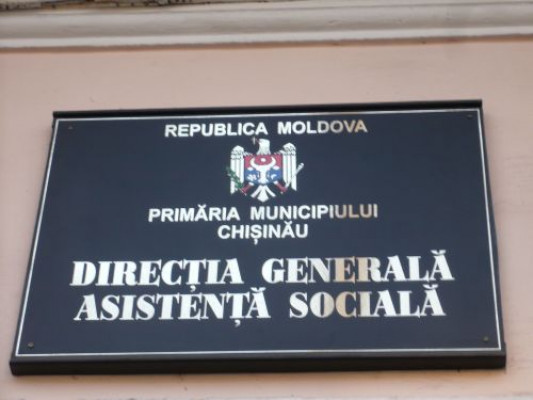 REPUBLICA MOLDOVA
PRIMĂRIA MUNICIPIULUI
CHIȘINĂU
DIRECȚIA GENERALĂ
ASISTENȚĂ SOCIALĂ